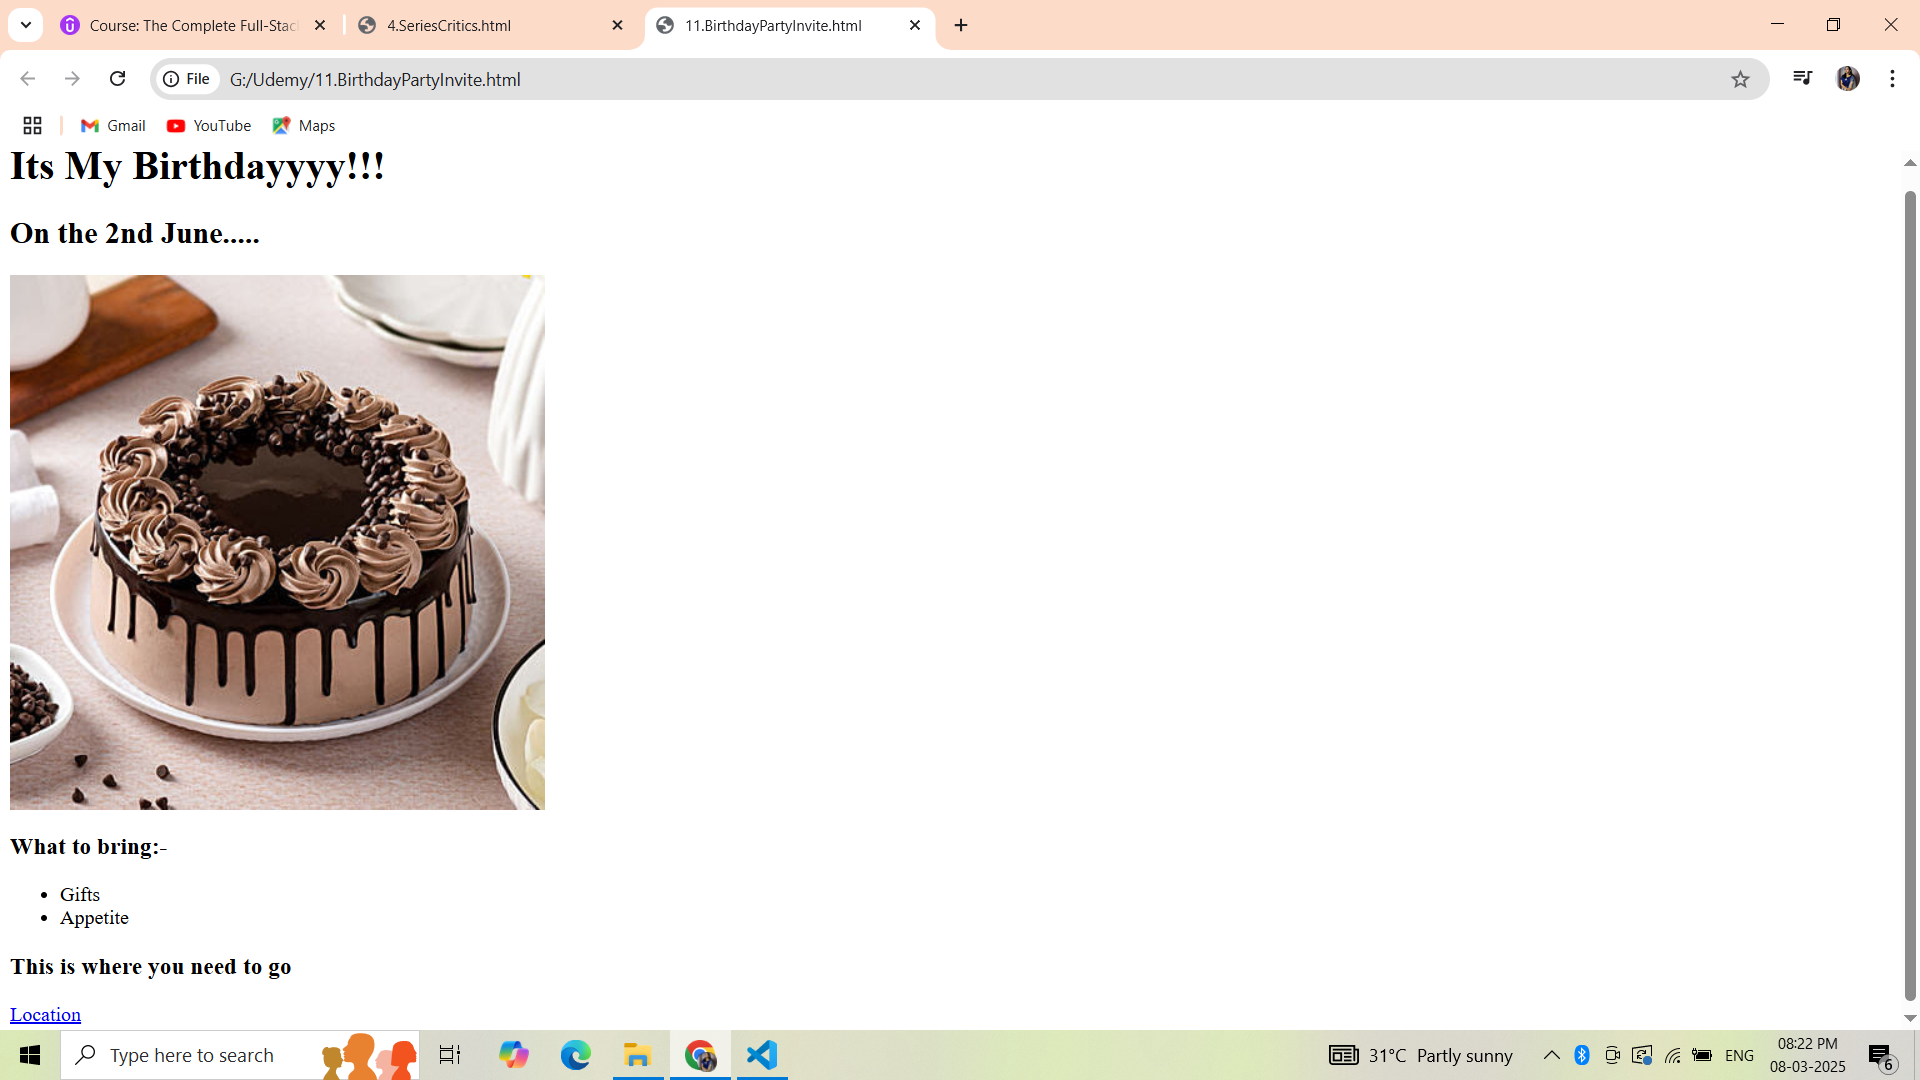 Course: The Complete Full-Stac
4.SeriesCritics.html
11.BirthdayPartyInvite.html
File
G:/Udemy/11.BirthdayPartyInvite.html
Gmail
YouTube
Maps
Its My Birthdayyyy!!!
On the 2nd June.....
What to bring:-
Gifts
Appetite
This is where you need to go
Location
Type here to search
31°C Partly sunny
ENG
08:22 PM
08-03-2025
6